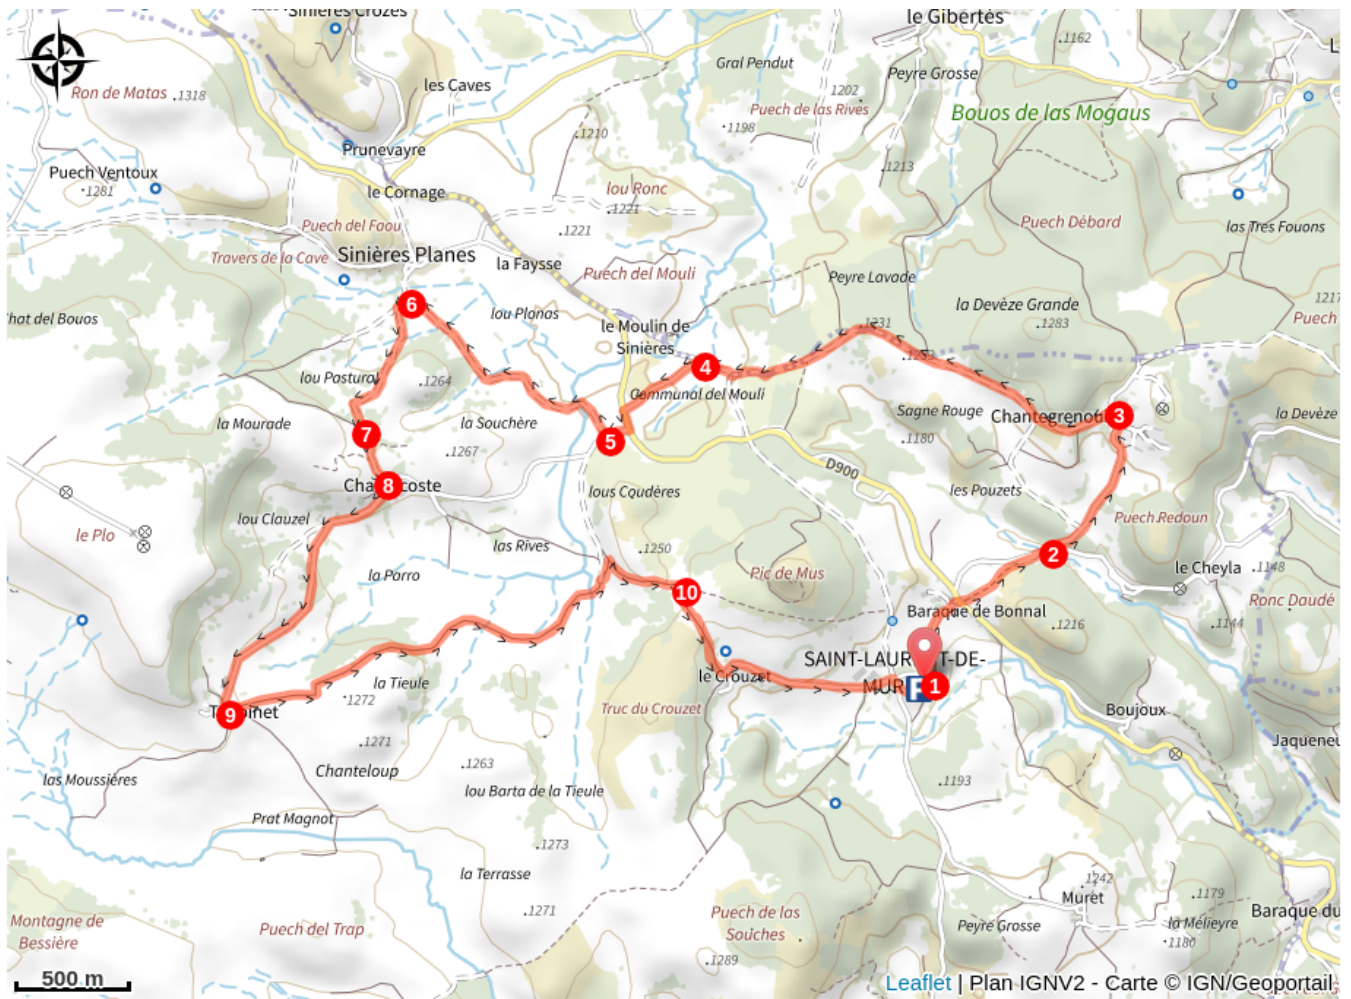 Sinières Crozes
le Gibertès
.1162
L
Gral Pendut
Peyre Grosse
les Caves
Ron de Matas
.1318
1202
Puech de las Rives
Bouos de las Mogaus
.1198
.1210
Prunevayre
Puech Ventoux
.1281
le Cornage
.1213
lou Ronc
.1221
Puech del Faou
.1221
Puech Débard
las Tres Fouons
Sinières Planes
Travers de la Cave
la Faysse
Puech del Mouli
Peyre Lavade
1217
6
lou Plonas
la Devèze Grande
.1283
Puech
hat del Bouos
le Moulin de
Sinières
.1231
4
lou Pastural
.1264
Communal del Mouli
Sagne Rouge
Chantegrenou
3
la Devèze
la Mourade
7
la Souchère
5
.1180
.1267
D900
8
lous Coudères
les Pouzets
lou Clauzel
Puech Redoun
le Plo
las Rives
.1250
2
la Parro
Pic de Mus
le Cheyla
.1148
10
Ronc Daudé
Baraque de Bonnal
.1216
.1144
SAINT-LAUR
T-DE-
MUR
P
1
le Crouzet
la Tieule
.1272
9
Truc du Crouzet
Boujoux
.1271
Jaqueneu
las Moussières
Chanteloup
.1263
lou Barta de la Tieule
.1193
Prat Magnot
.1273
la Terrasse
.1242
Muret
.1179
.1271
Montagne de
Bessière
Puech del Trap
Puech de las
Souches
Peyre Grosse
la Mélieyre
.1180
Baraque du
.1289
500 m
Leaflet | Plan IGNV2 - Carte © IGN/Geoportail